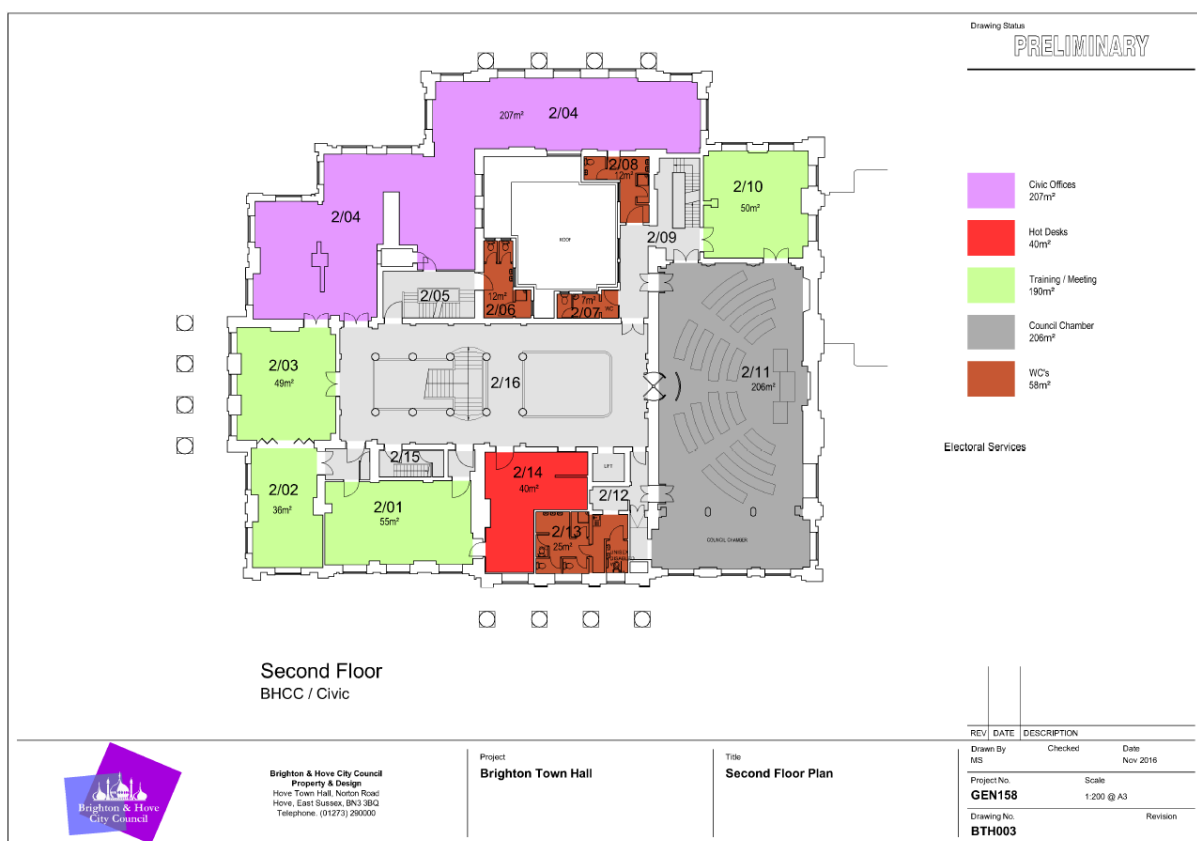 Drawing Status
PRELIMINARY
207m²
2/04
2/08
12m²
2/10
50m²
2/04
2/09
ROOF
2/05
12m²
2/06
7m²
2/07
WC
2/03
49m²
2/16
2/11
206m²
2/15
2/14
40m²
LIFT
2/12
2/02
36m²
2/01
55m²
2/13
25m²
COUNCIL CHAMBER
Civic Offices
207m²
Hot Desks
40m²
Training / Meeting
190m²
Council Chamber
206m²
WC's
58m²
Electoral Services
Second Floor
BHCC / Civic
REV DATE DESCRIPTION
Drawn By Checked Date
MS Nov 2016
Project No. Scale
GEN158 1:200 @ A3
Drawing No. Revision
BTH003
Brighton & Hove
City Council
Brighton & Hove City Council
Property & Design
Hove Town Hall, Norton Road
Hove, East Sussex, BN3 3BQ
Telephone. (01273) 290000
Project
Brighton Town Hall
Title
Second Floor Plan